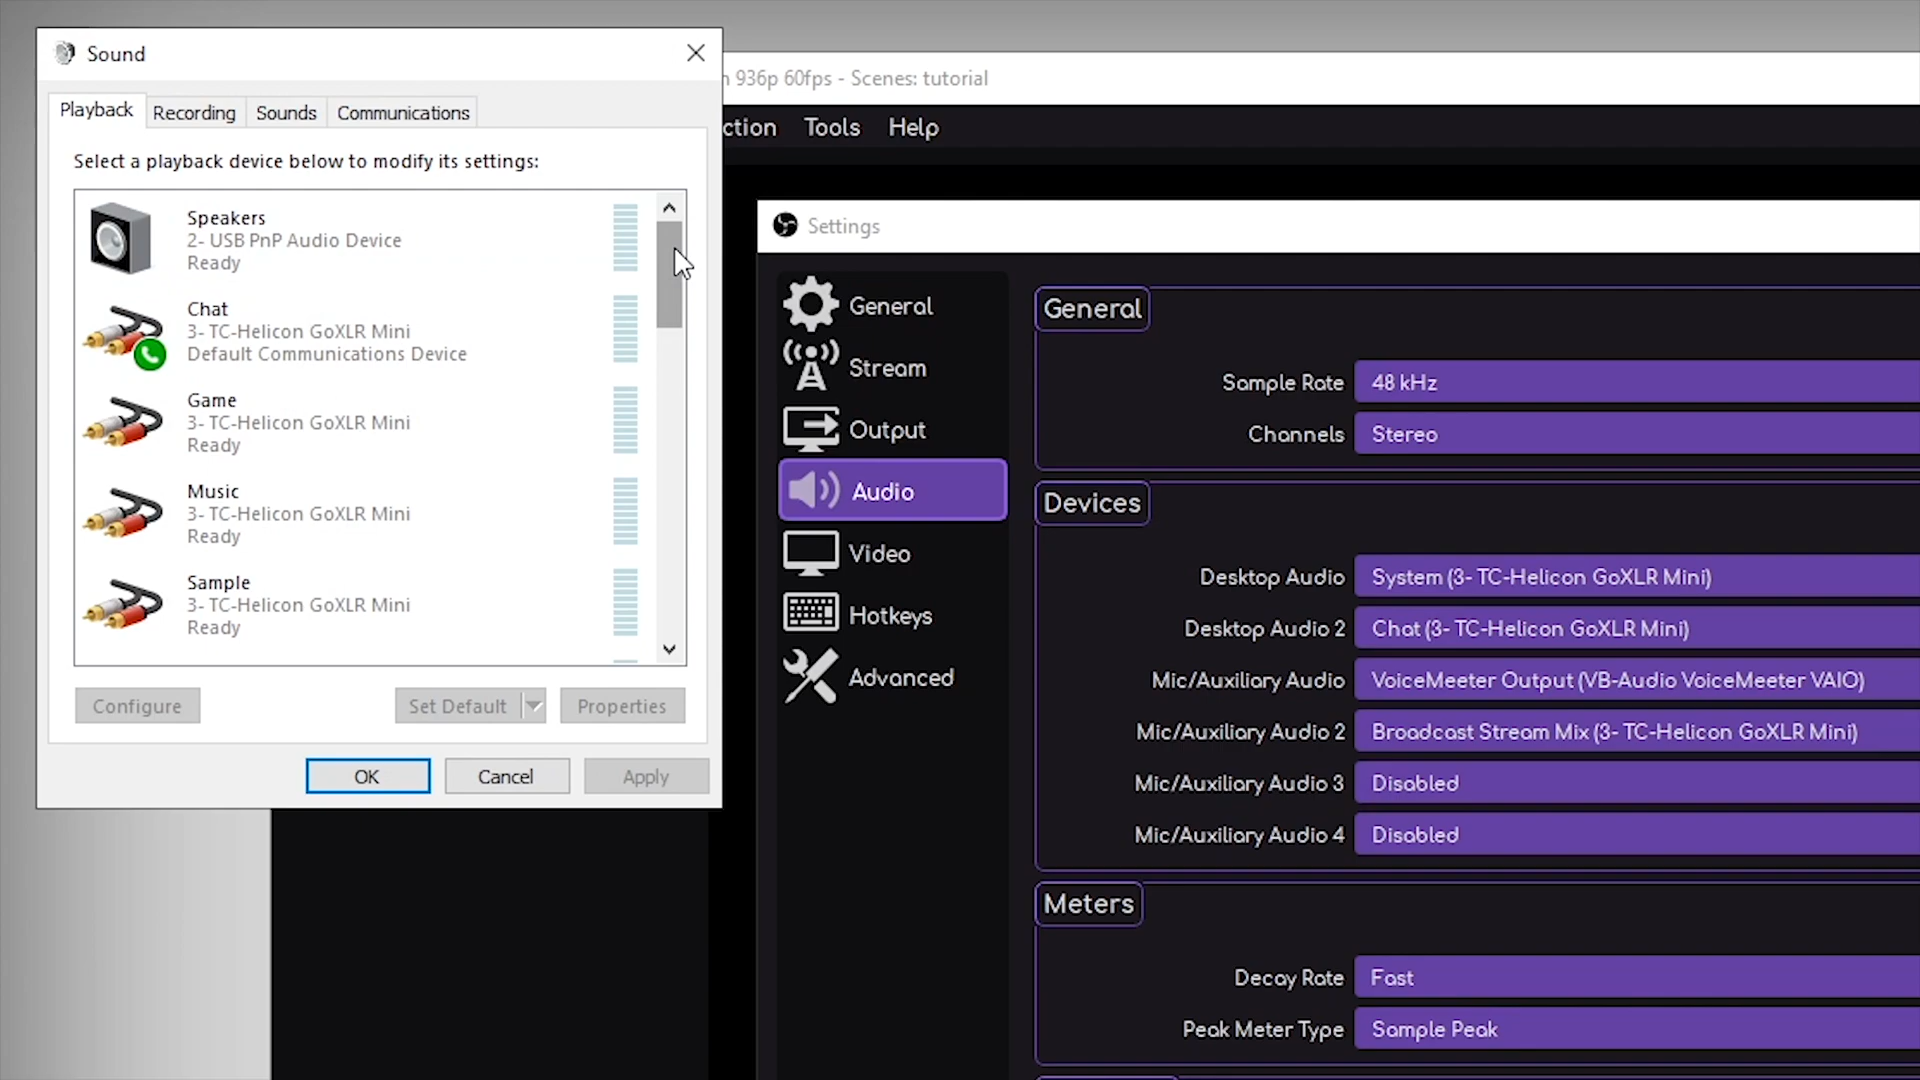 Sound
Playback
Recording
Sounds
Communications
Select a playback device below to modify its settings:
Speakers
2- USB PnP Audio Device
Ready
Chat
3- TC-Helicon GoXLR Mini
Default Communications Device
Game
3- TC-Helicon GoXLR Mini
Ready
Music
3- TC-Helicon GoXLR Mini
Ready
Sample
3- TC-Helicon GoXLR Mini
Ready
Configure
Set Default
Properties
OK
Cancel
Apply
936p 60fps - Scenes: tutorial
ction Tools Help
Settings
General
Stream
Output
Audio
Video
Hotkeys
Advanced
General
Sample Rate 48 kHz
Channels Stereo
Devices
Desktop Audio System (3- TC-Helicon GoXLR Mini)
Desktop Audio 2 Chat (3- TC-Helicon GoXLR Mini)
Mic/Auxiliary Audio VoiceMeeter Output (VB-Audio VoiceMeeter VAIO)
Mic/Auxiliary Audio 2 Broadcast Stream Mix (3- TC-Helicon GoXLR Mini)
Mic/Auxiliary Audio 3 Disabled
Mic/Auxiliary Audio 4 Disabled
Meters
Decay Rate Fast
Peak Meter Type Sample Peak